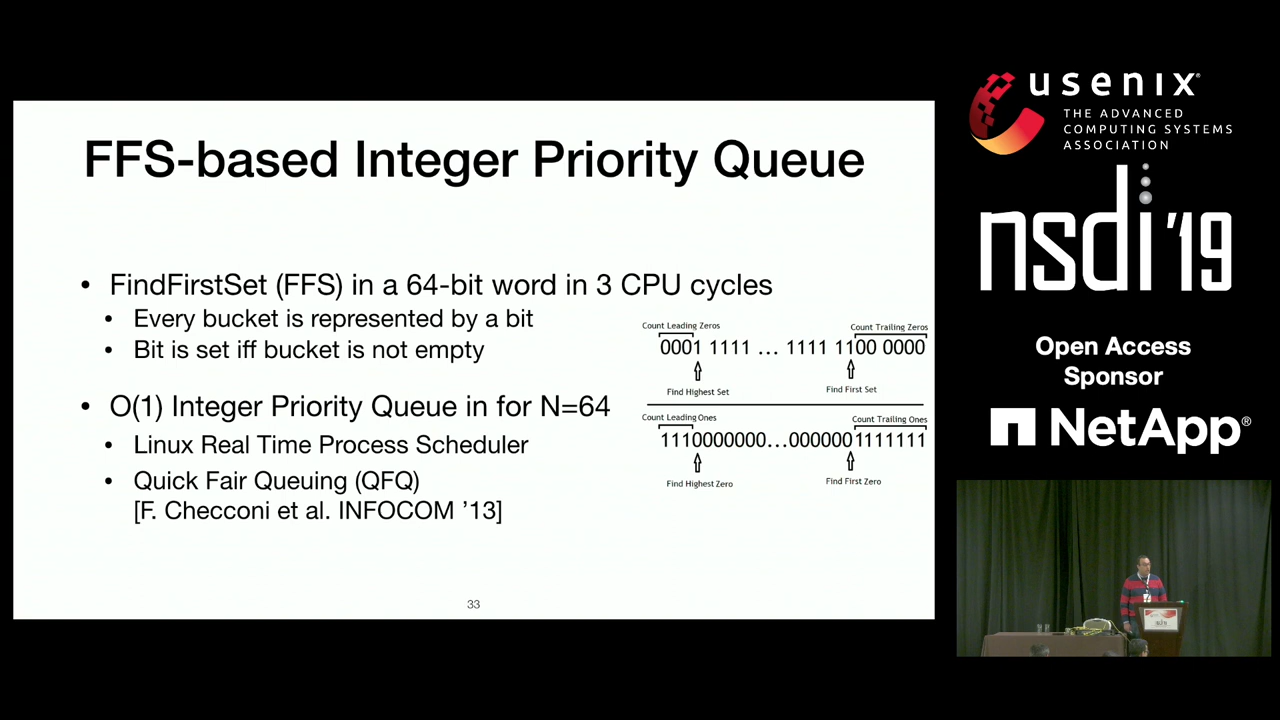 FFS-based Integer Priority Queue
• FindFirstSet (FFS) in a 64-bit word in 3 CPU cycles
• Every bucket is represented by a bit
• Bit is set iff bucket is not empty
• O(1) Integer Priority Queue in for N=64
• Linux Real Time Process Scheduler
• Quick Fair Queuing (QFQ)
[F. Checconi et al. INFOCOM ’13]
Count Leading Zeros
Count Trailing Zeros
0001 1111 ... 1111 1100 0000
Find Highest Set
Find First Set
Count Leading Ones
Count Trailing Ones
1110000000...0000001111111
Find Highest Zero
Find First Zero
33
usenix®
THE ADVANCED
COMPUTING SYSTEMS
ASSOCIATION
nsdi ’19
Open Access
Sponsor
NetApp®